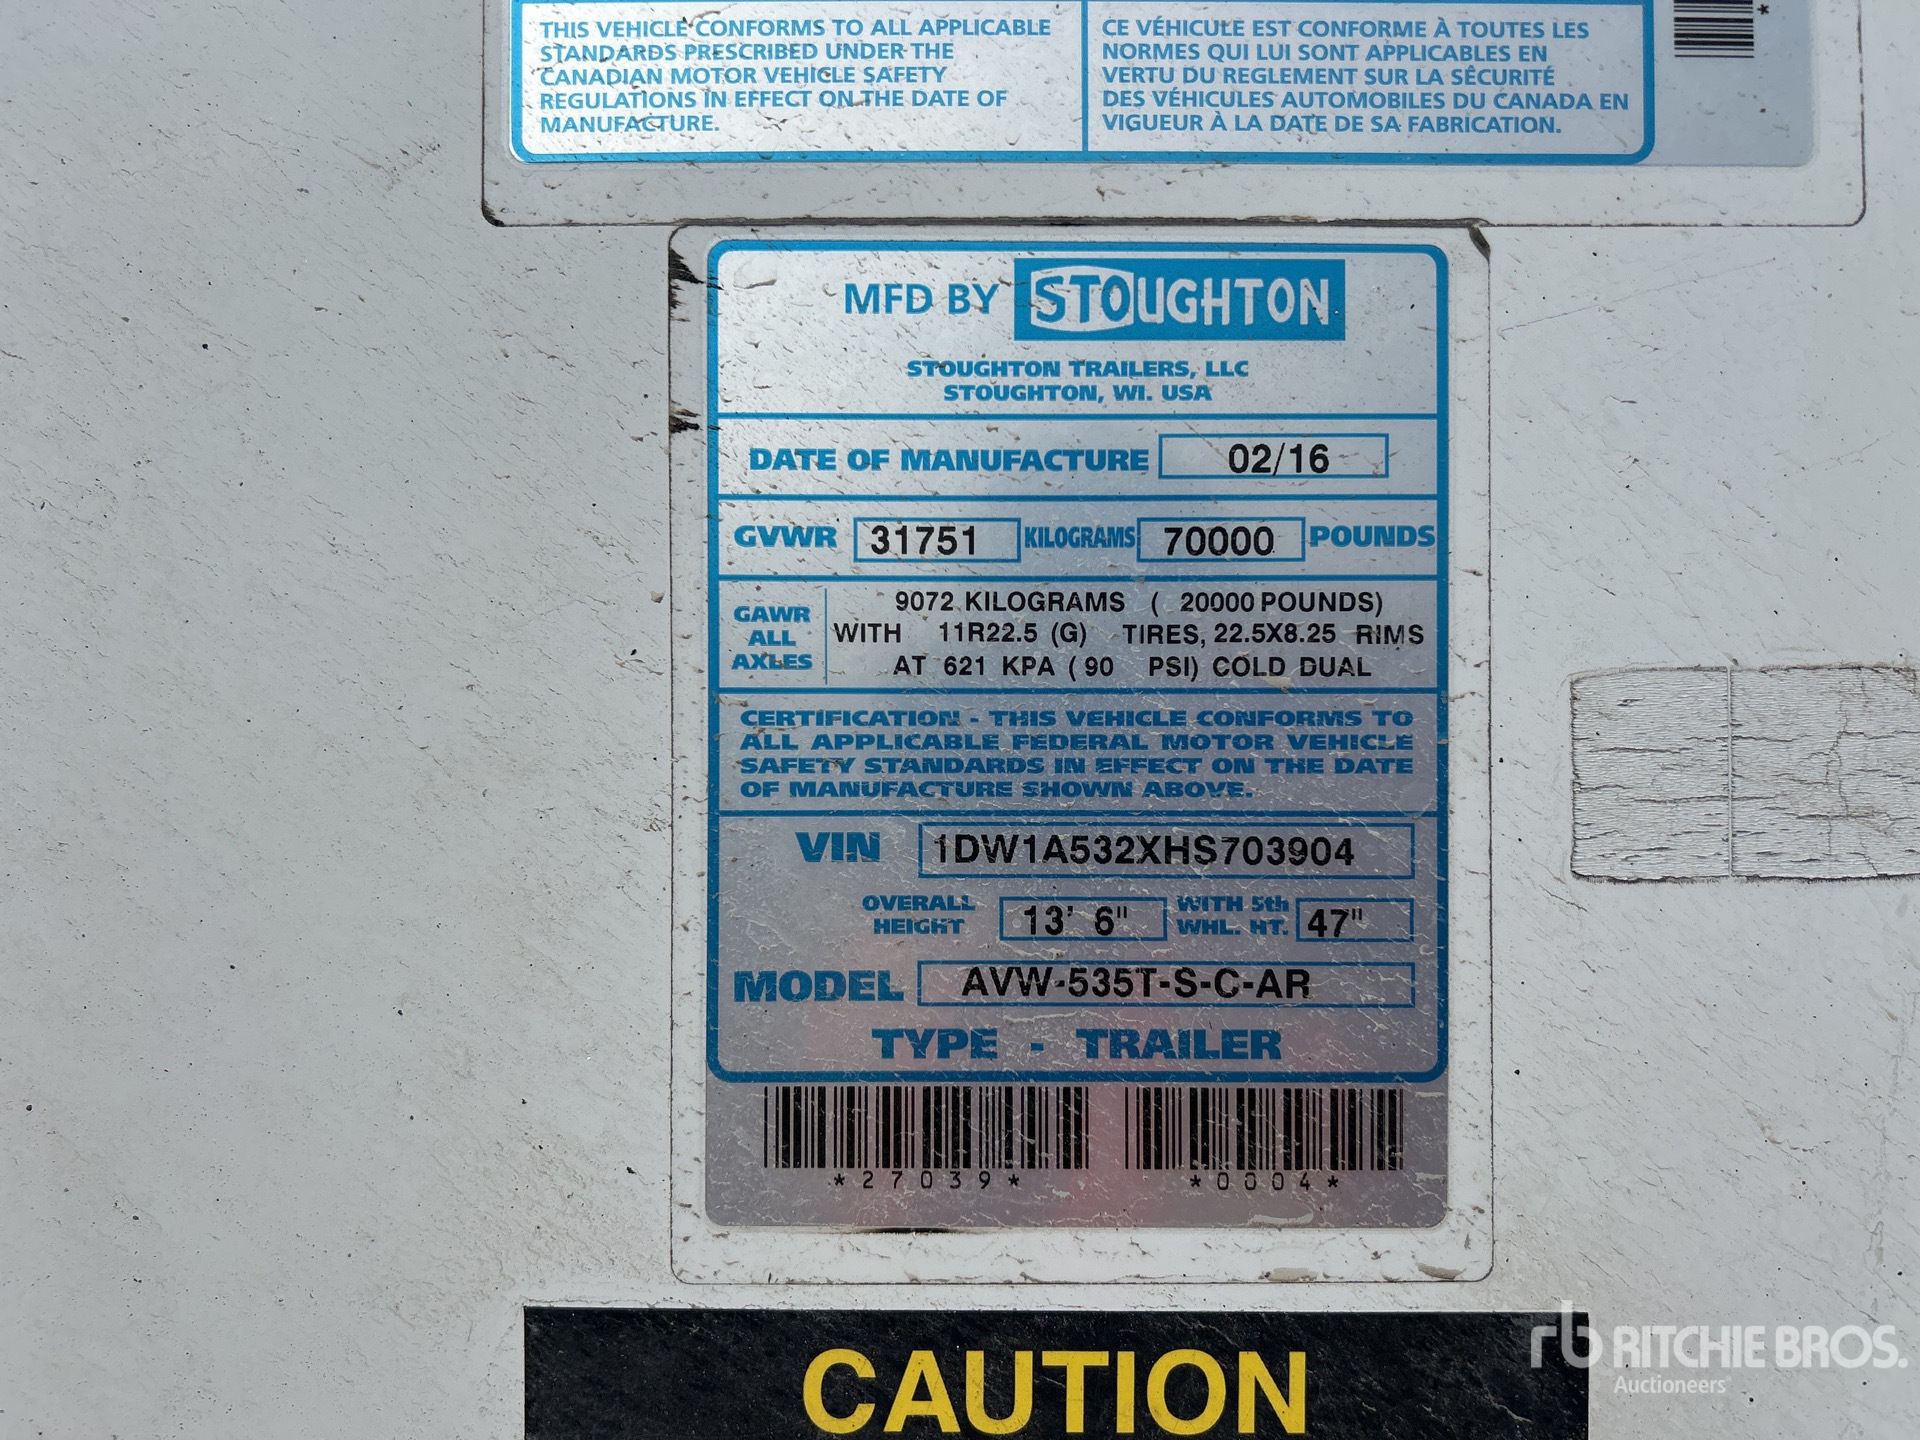 THIS VEHICLE CONFORMS TO ALL APPLICABLE
STANDARDS PRESCRIBED UNDER THE
CANADIAN MOTOR VEHICLE SAFETY
REGULATIONS IN EFFECT ON THE DATE OF
MANUFACTURE.
CE VÉHICULE EST CONFORME À TOUTES LES
NORMES QUI LUI SONT APPLICABLES EN
VERTU DU REGLEMENT SUR LA SÉCURITÉ
DES VÉHICULES AUTOMOBILES DU CANADA EN
VIGUEUR À LA DATE DE SA FABRICATION.
*
MFD BY STOUGHTON
STOUGHTON TRAILERS, LLC
STOUGHTON, WI. USA
DATE OF MANUFACTURE 02/16
GVWR 31751 KILOGRAMS 70000 POUNDS
GAWR
ALL
AXLES
9072 KILOGRAMS ( 20000 POUNDS)
WITH 11R22.5 (G) TIRES, 22.5X8.25 RIMS
AT 621 KPA ( 90 PSI) COLD DUAL
CERTIFICATION - THIS VEHICLE CONFORMS TO
ALL APPLICABLE FEDERAL MOTOR VEHICLE
SAFETY STANDARDS IN EFFECT ON THE DATE
OF MANUFACTURE SHOWN ABOVE.
VIN 1DW1A532XHS703904
OVERALL
HEIGHT
13' 6"
WITH 5th
WHL. HT.
47"
MODEL AVW-535T-S-C-AR
TYPE - TRAILER
*27039* *0004*
CAUTION
rb RITCHIE BROS.
Auctioneers